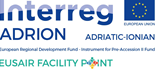 Interreg
EUROPEAN UNION
ADRION ADRIATIC-IONIAN
European Regional Development Fund - Instrument for Pre-Accession II Fund
EUSAIR FACILITY POINT